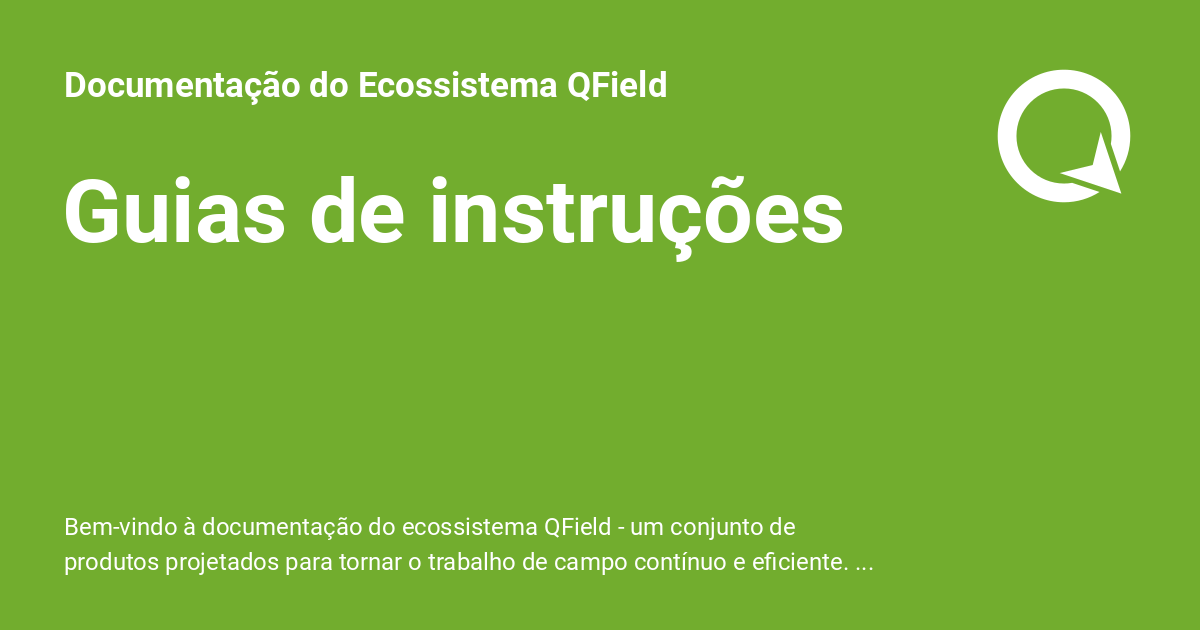 Documentação do Ecossistema QField
Guias de instruções
Bem-vindo à documentação do ecossistema QField - um conjunto de
produtos projetados para tornar o trabalho de campo contínuo e eficiente. ...